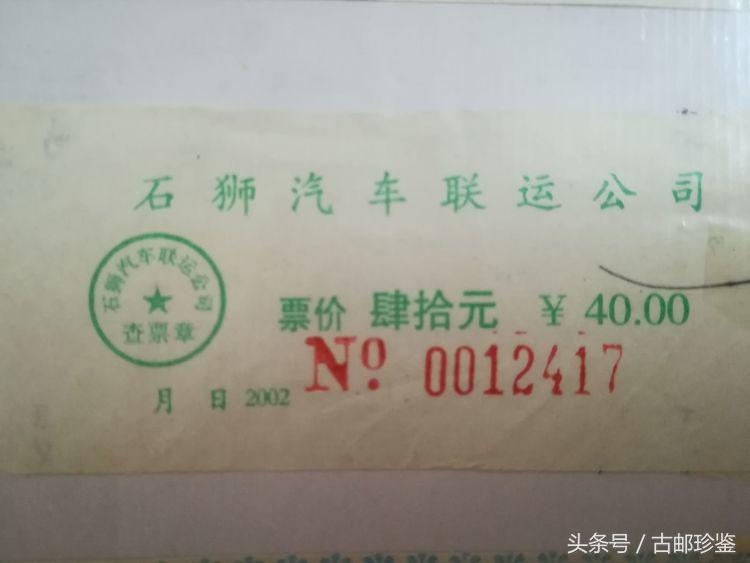 石狮汽车联运公司
石狮汽车联运公司
查票章
票价 肆拾元 ￥40.00
No 0012417
月 日 2002
头条号 / 古邮珍鉴